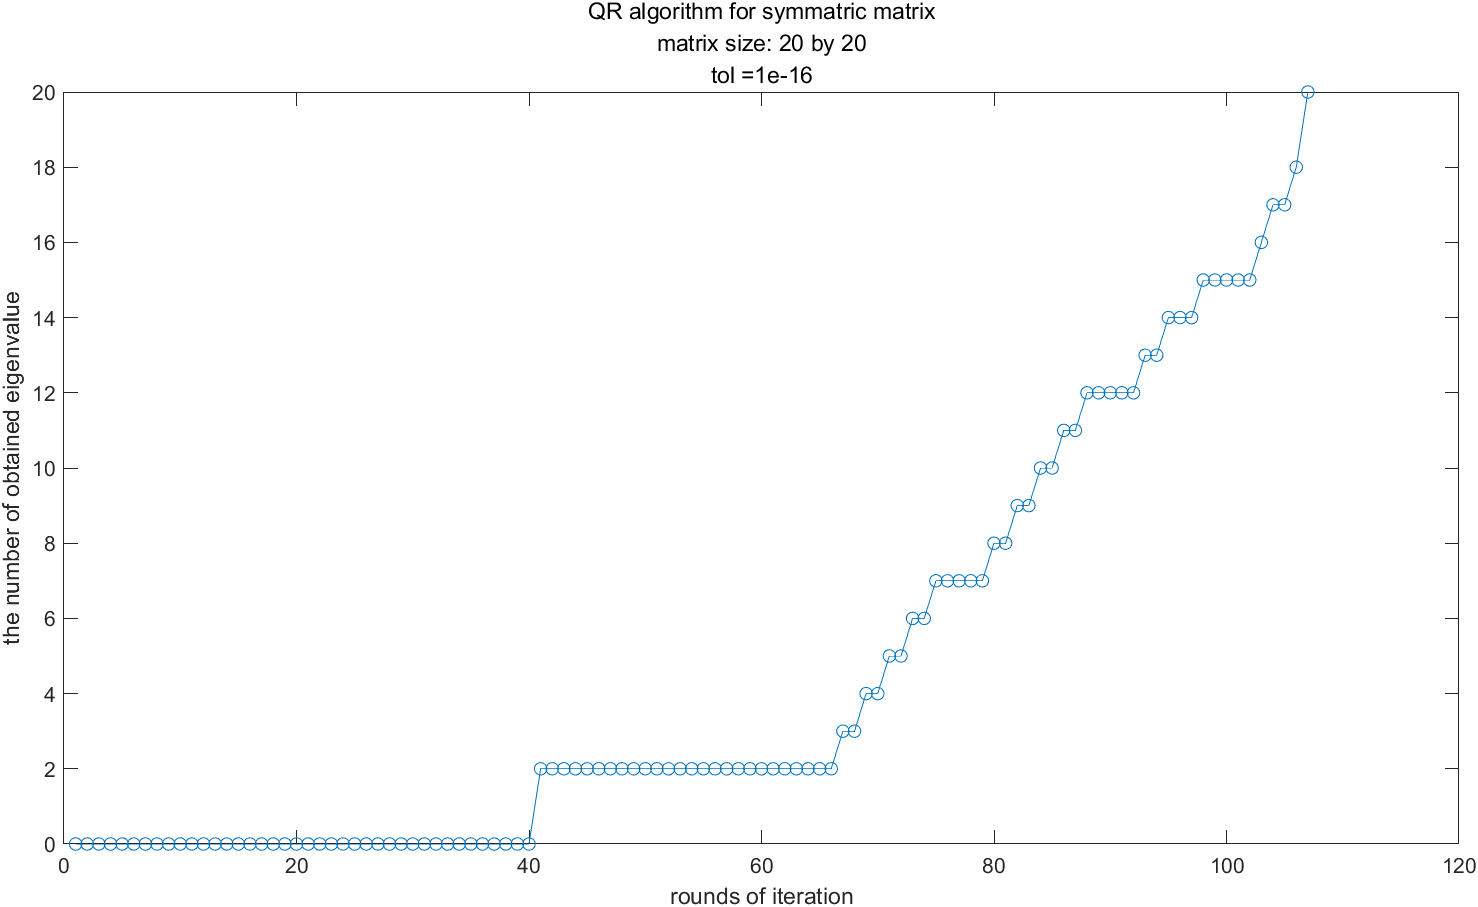 QR algorithm for symmatric matrix
matrix size: 20 by 20
tol =1e-16
20
18
16
14
12
10
8
6
4
2
0
the number of obtained eigenvalue
0 20 40 60 80 100 120
rounds of iteration